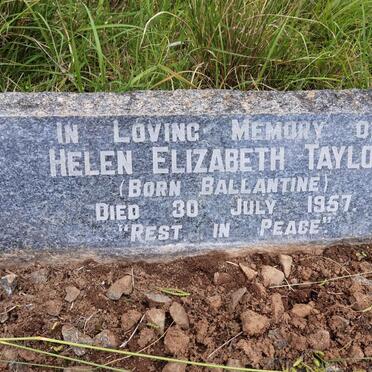 IN LOVING MEMORY O
HELEN ELIZABETH TAYLO
(BORN BALLANTINE)
DIED 30 JULY 1957
"REST IN PEACE"